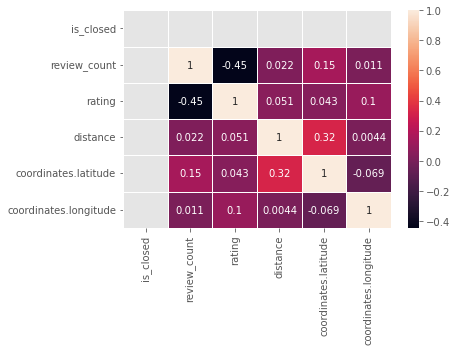 is_closed
review_count 1 -0.45 0.022 0.15 0.011
rating -0.45 1 0.051 0.043 0.1
distance 0.022 0.051 1 0.32 0.0044
coordinates.latitude 0.15 0.043 0.32 1 -0.069
coordinates.longitude 0.011 0.1 0.0044 -0.069 1
is_closed
review_count
rating
distance
coordinates.latitude
coordinates.longitude
1.0
0.8
0.6
0.4
0.2
0.0
−0.2
−0.4